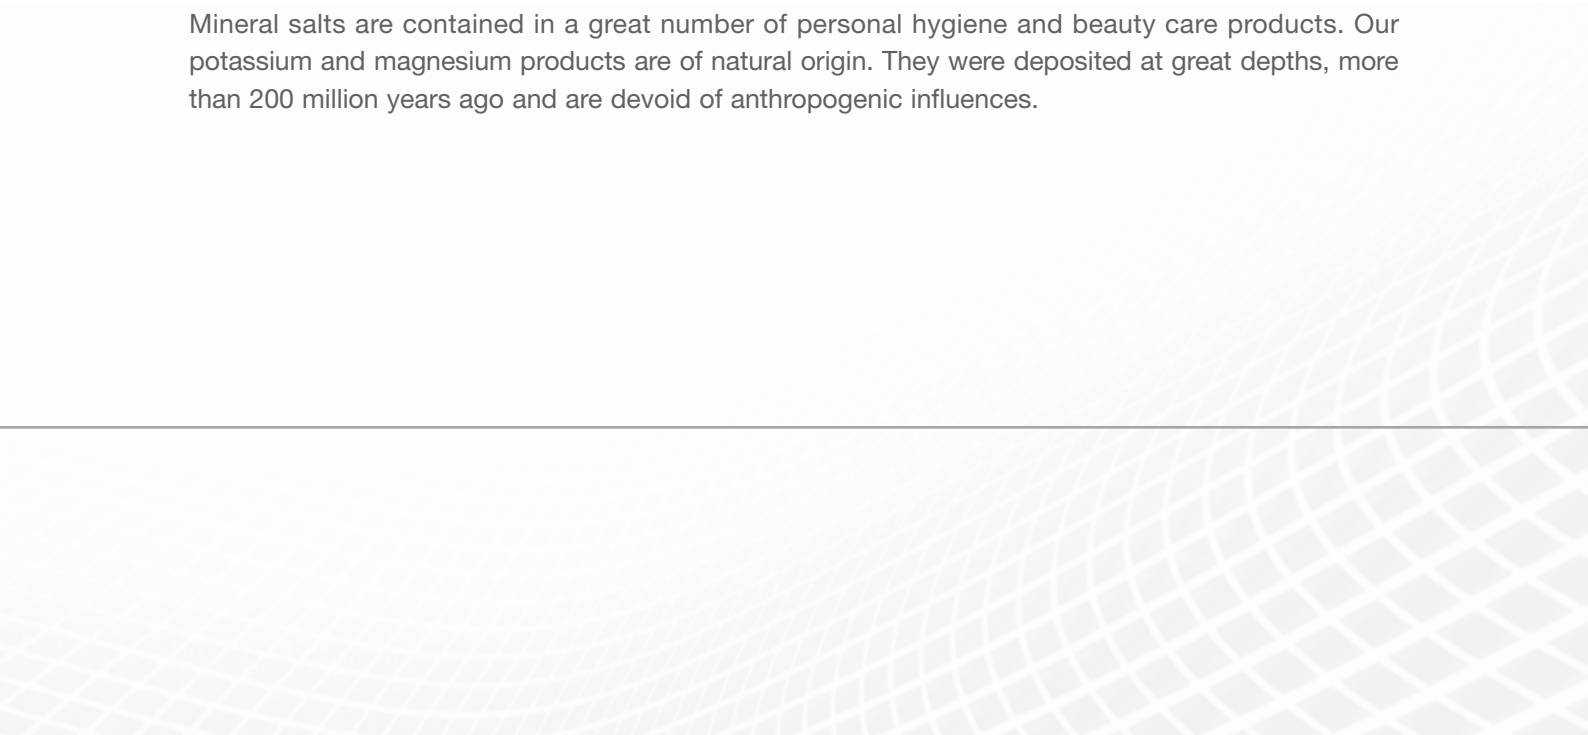 Mineral salts are contained in a great number of personal hygiene and beauty care products. Our
potassium and magnesium products are of natural origin. They were deposited at great depths, more
than 200 million years ago and are devoid of anthropogenic influences.